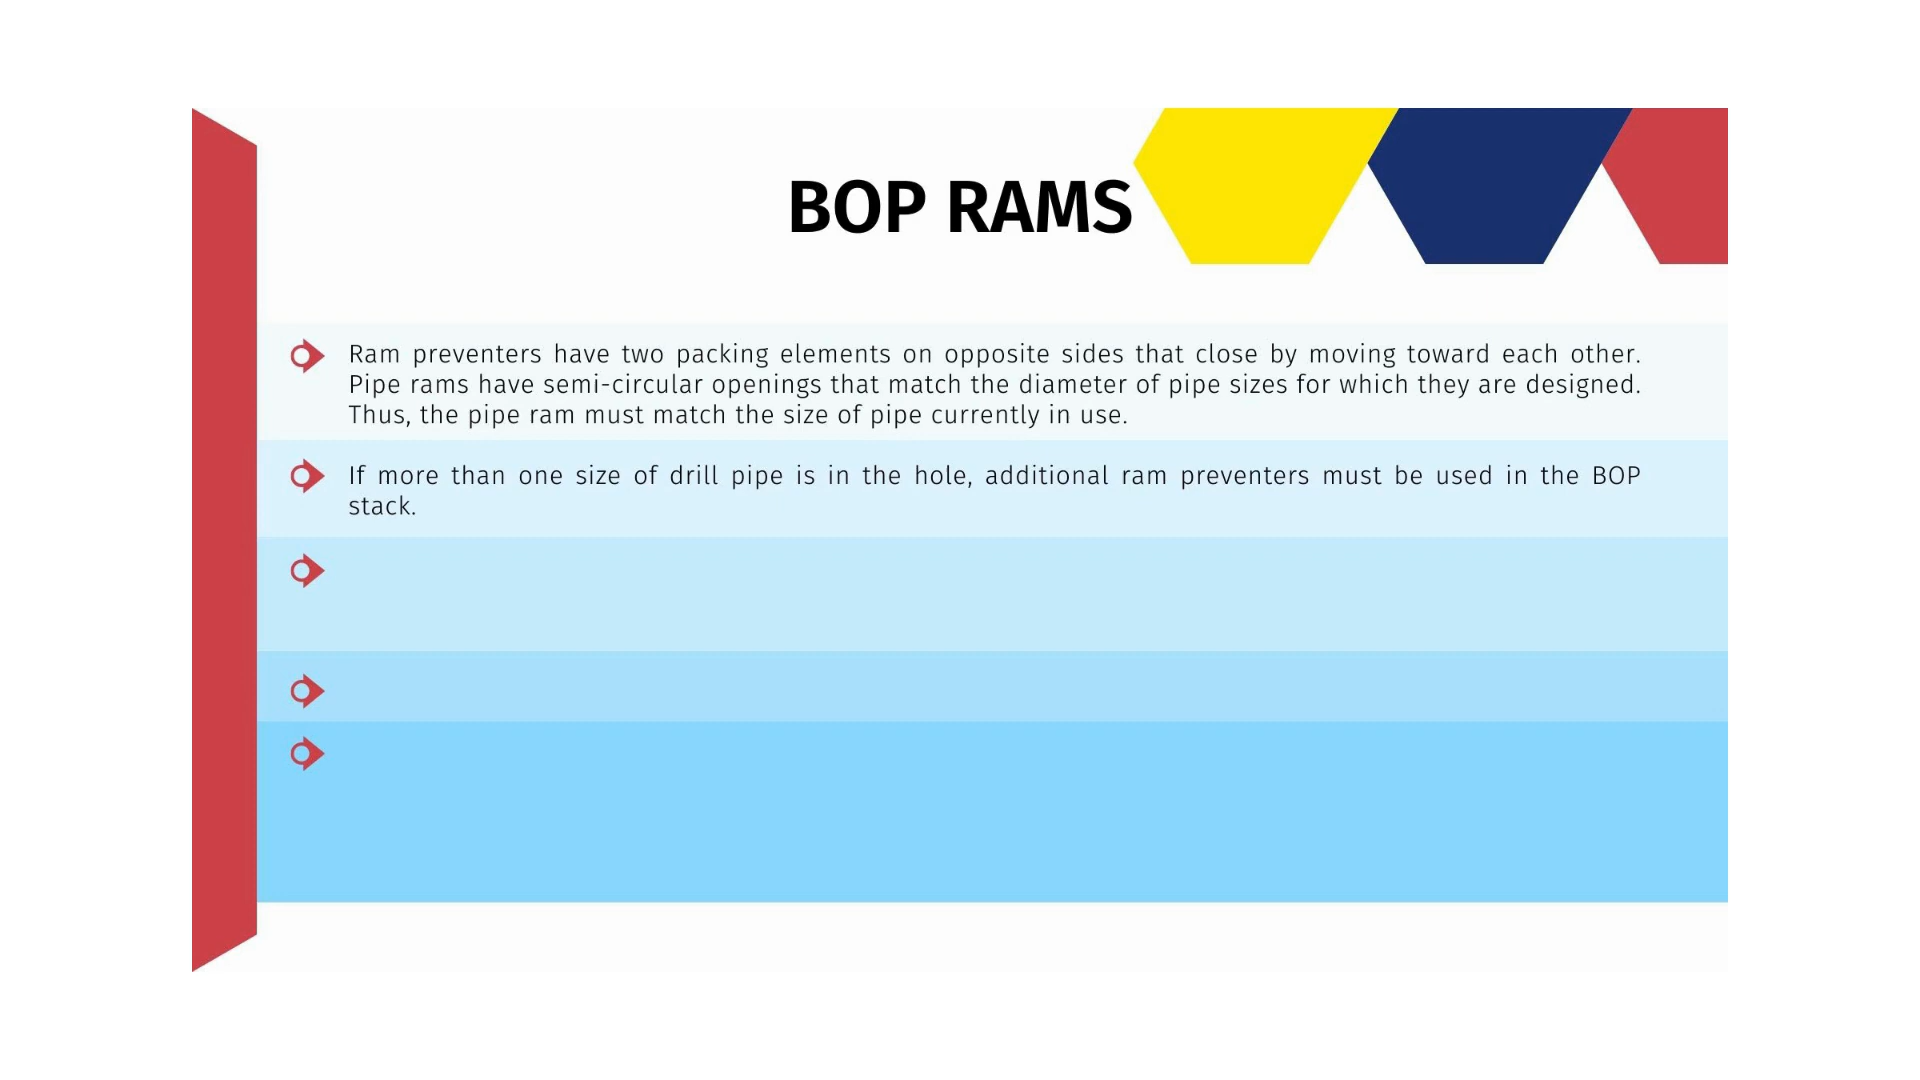 BOP RAMS
Ram preventers have two packing elements on opposite sides that close by moving toward each other.
Pipe rams have semi-circular openings that match the diameter of pipe sizes for which they are designed.
Thus, the pipe ram must match the size of pipe currently in use.
If more than one size of drill pipe is in the hole, additional ram preventers must be used in the BOP
stack.